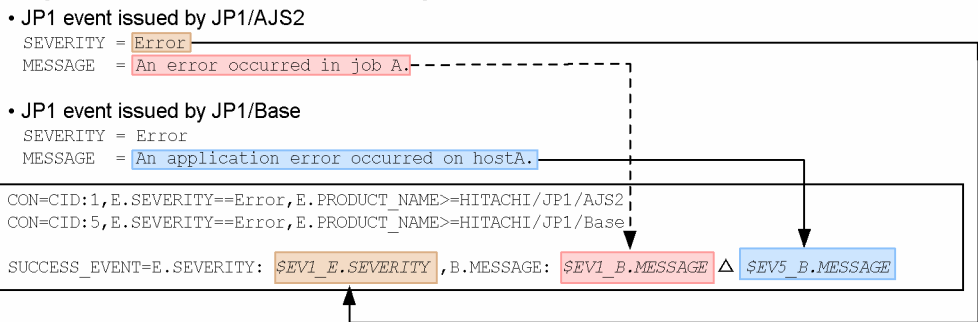 • JP1 event issued by JP1/AJS2
SEVERITY = Error
MESSAGE = An error occurred in job A.
• JP1 event issued by JP1/Base
SEVERITY = Error
MESSAGE = An application error occurred on hostA.
CON=CID:1,E.SEVERITY==Error,E.PRODUCT_NAME>=HITACHI/JP1/AJS2
CON=CID:5,E.SEVERITY==Error,E.PRODUCT_NAME>=HITACHI/JP1/Base
SUCCESS_EVENT=E.SEVERITY: $EV1_E.SEVERITY ,B.MESSAGE: $EV1_B.MESSAGE △ $EV5_B.MESSAGE